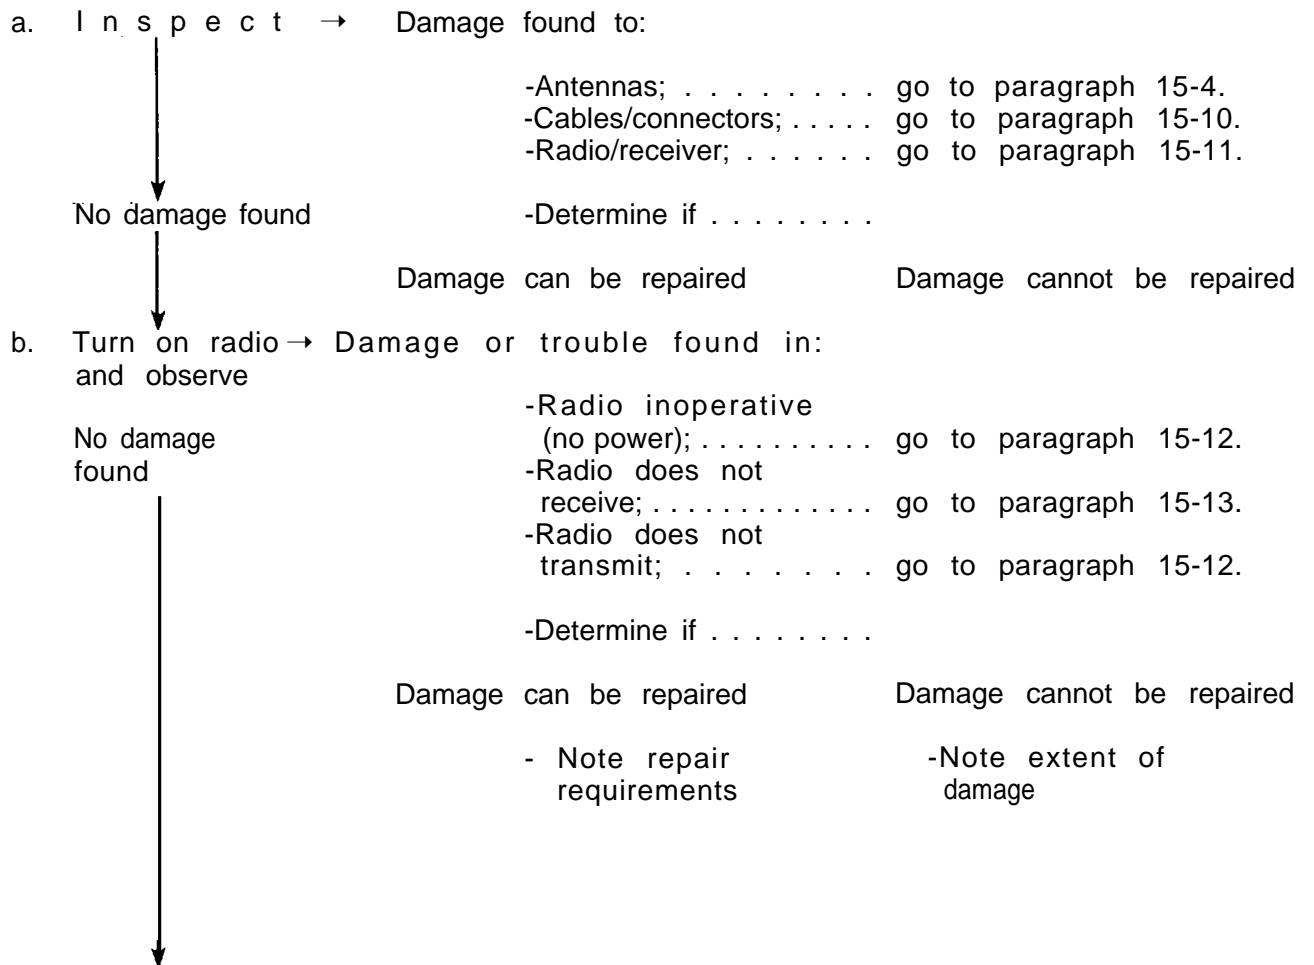 a. Inspect → Damage found to:
-Antennas; . . . . . . . . go to paragraph 15-4.
-Cables/connectors; . . . . . go to paragraph 15-10.
-Radio/receiver; . . . . . . go to paragraph 15-11.
No damage found -Determine if . . . . . . . .
Damage can be repaired Damage cannot be repaired
b. Turn on radio → Damage or trouble found in:
and observe
-Radio inoperative
No damage (no power); . . . . . . . . . . go to paragraph 15-12.
found -Radio does not
receive; . . . . . . . . . . . . . go to paragraph 15-13.
-Radio does not
transmit; . . . . . . . go to paragraph 15-12.
-Determine if . . . . . . . .
Damage can be repaired Damage cannot be repaired
- Note repair -Note extent of
requirements damage